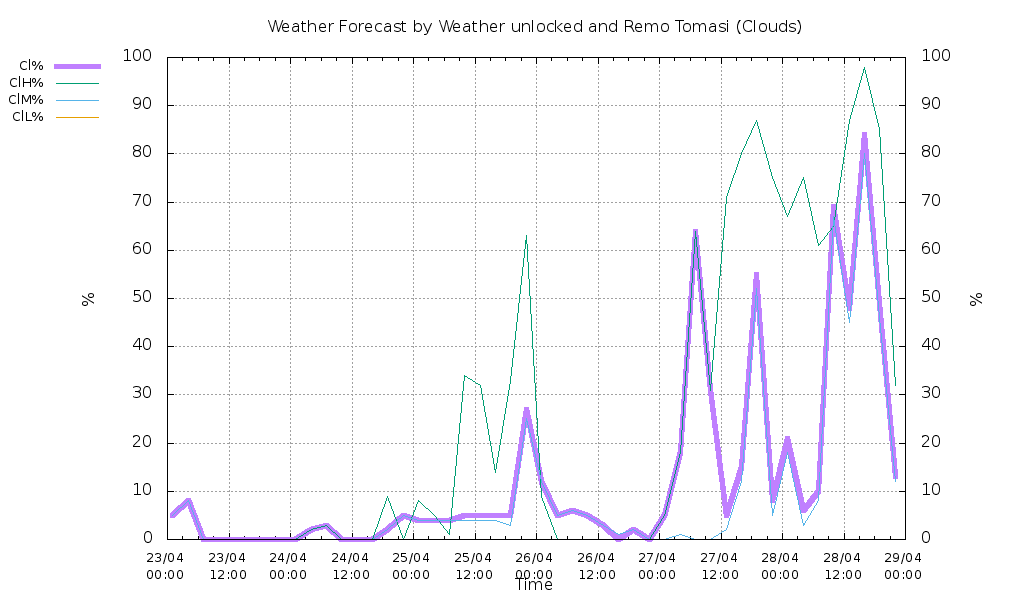 Weather Forecast by Weather unlocked and Remo Tomasi (Clouds)
Cl%
ClH%
ClM%
ClL%
100 100
90 90
80 80
70 70
60 60
50 50
40 40
30 30
20 20
10 10
0 0
% %
23/04 23/04 24/04 24/04 25/04 25/04 26/04 26/04 27/04 27/04 28/04 28/04 29/04
00:00 12:00 00:00 12:00 00:00 12:00 00:00 12:00 00:00 12:00 00:00 12:00 00:00
Time